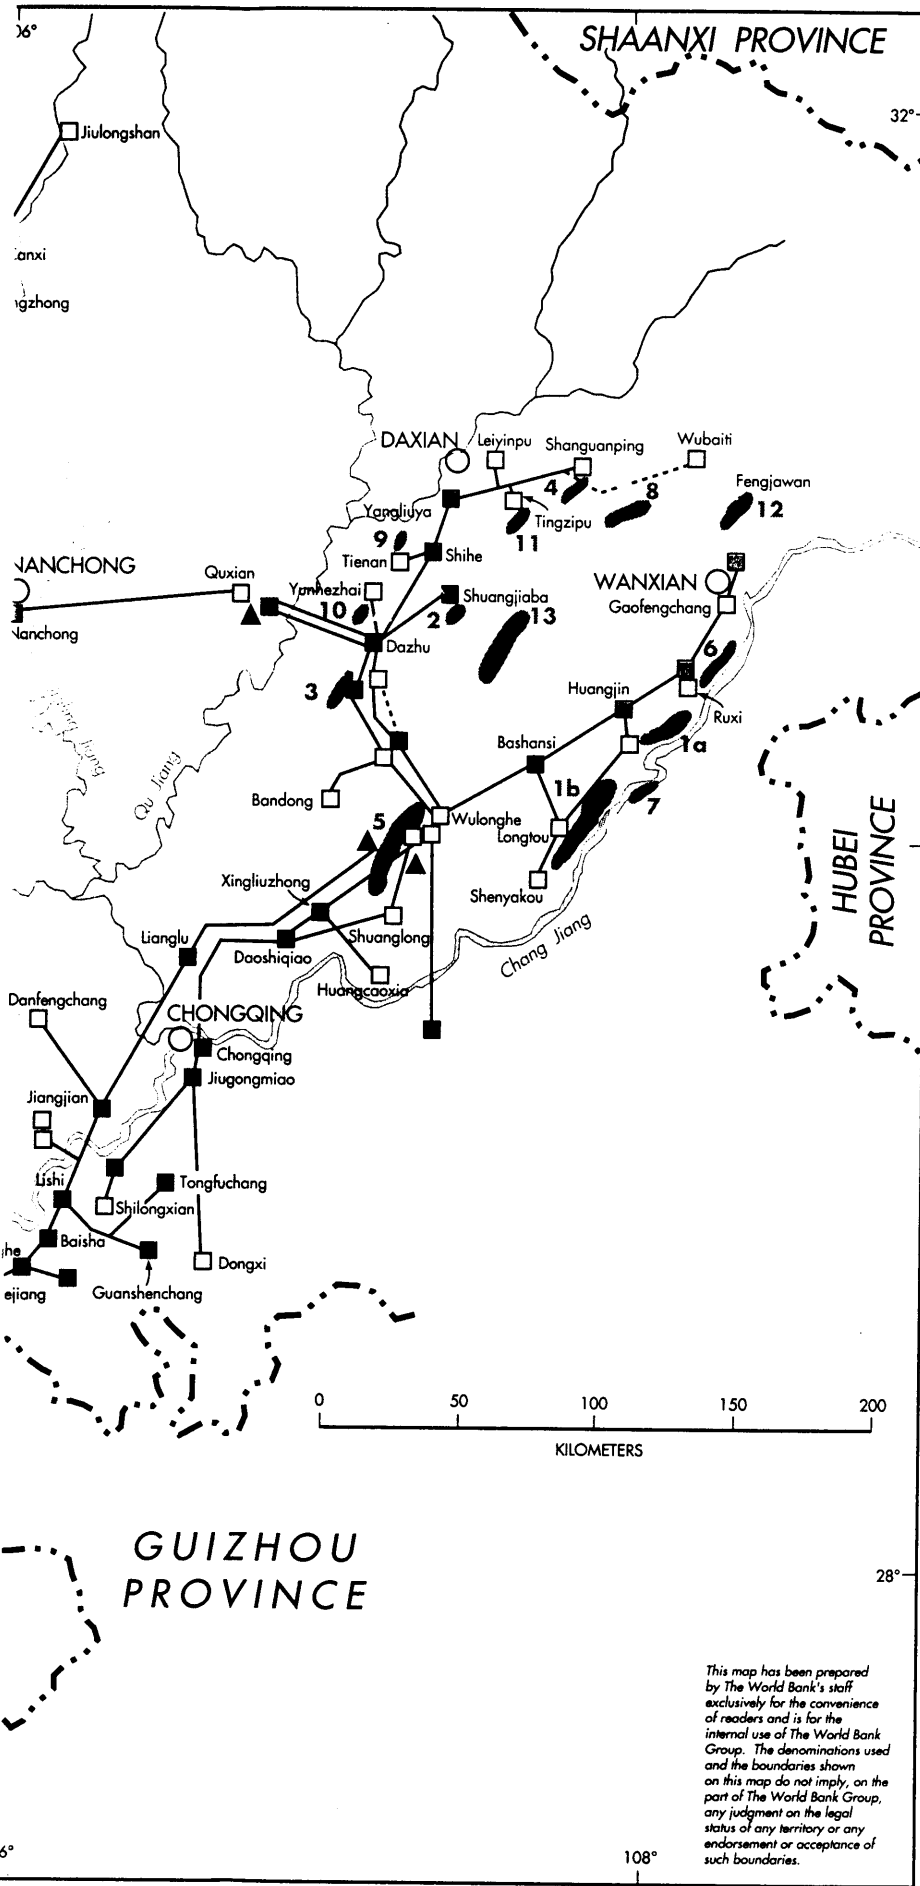 SHAANXI PROVINCE
32°
Jiulongshan
DAXIAN
Leiyinpu
Shanguanping
Wubaiti
4
8
Fengjawan
12
Yangliuya
Tingzipu
11
9
Tienan
Shihe
NANCHONG
Quxian
Yunhezhai
10
Shuangjiaba
2
13
WANXIAN
Gaofengchang
Nanchong
Dazhu
6
3
Huangjin
Ruxi
1a
Bashansi
Qu Jiang
1b
7
Bandong
5
Wulonghe
Longtou
HUBEI
PROVINCE
Xingliuzhong
Shenyakou
Lianglu
Shuanglong
Daoshiqiao
Chang Jiang
Huangcaoxia
Danfengchang
CHONGQING
Chongqing
Jiugongmiao
Jiangjian
Lishi
Tongfuchang
Shilongxian
Baisha
Dongxi
ejiang
Guanshenchang
0 50 100 150 200
KILOMETERS
GUIZHOU
PROVINCE
28°
This map has been prepared
by The World Bank's staff
exclusively for the convenience
of readers and is for the
internal use of The World Bank
Group. The denominations used
and the boundaries shown
on this map do not imply, on the
part of The World Bank Group,
any judgment on the legal
status of any territory or any
endorsement or acceptance of
such boundaries.
108°